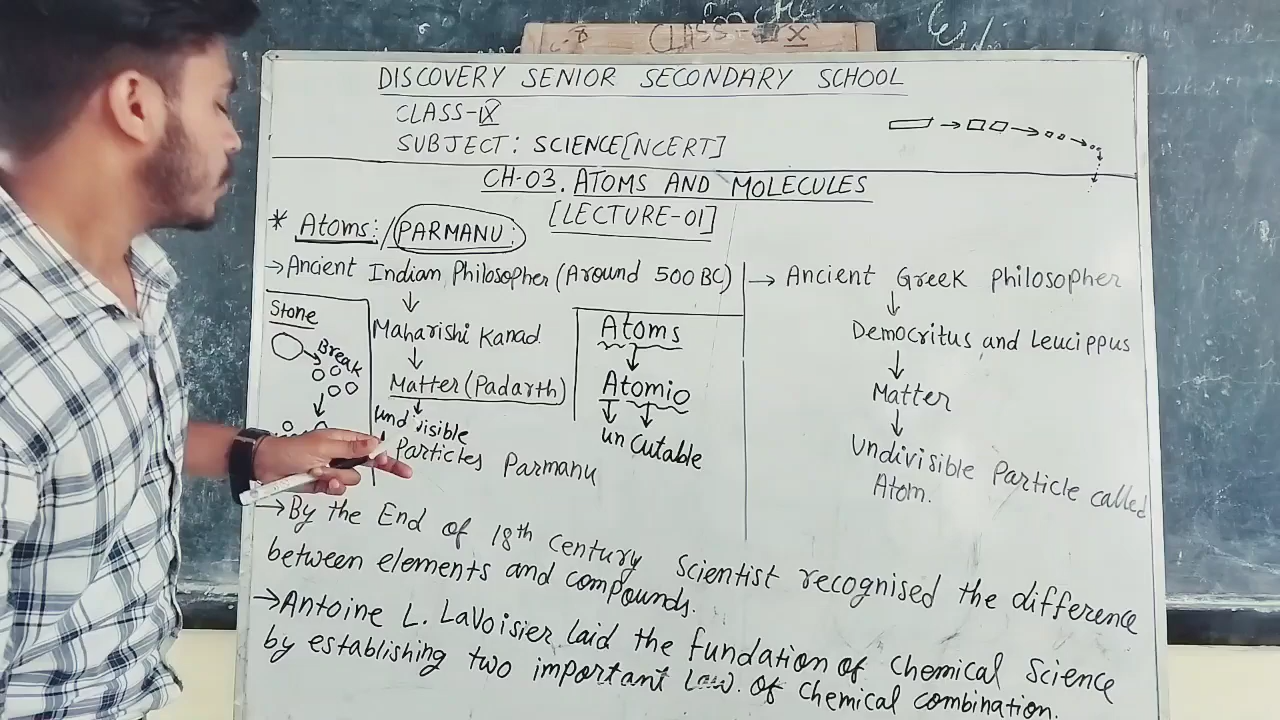 CLASS-IX
DISCOVERY SENIOR SECONDARY SCHOOL
CLASS-IX
SUBJECT: SCIENCE[NCERT]
CH-03. ATOMS AND MOLECULES
[LECTURE-01]
* Atoms:/PARMANU:
→Ancient Indian Philosopher (Around 500 BC)
↓
Maharishi Kanad
↓
Matter (Padarth)
↓
undivisible
Particles Parmanu
Stone
Break
Atoms
↓
Atomio
↓ ↓
un Cutable
→ Ancient Greek philosopher
↓
Democritus and Leucippus
↓
Matter
↓
Undivisible Particle called
Atom.
→By the End of 18th century scientist recognised the difference
between elements and compounds.
→Antoine L. Lavoisier laid the fundation of chemical science
by establishing two important law. of chemical combination.